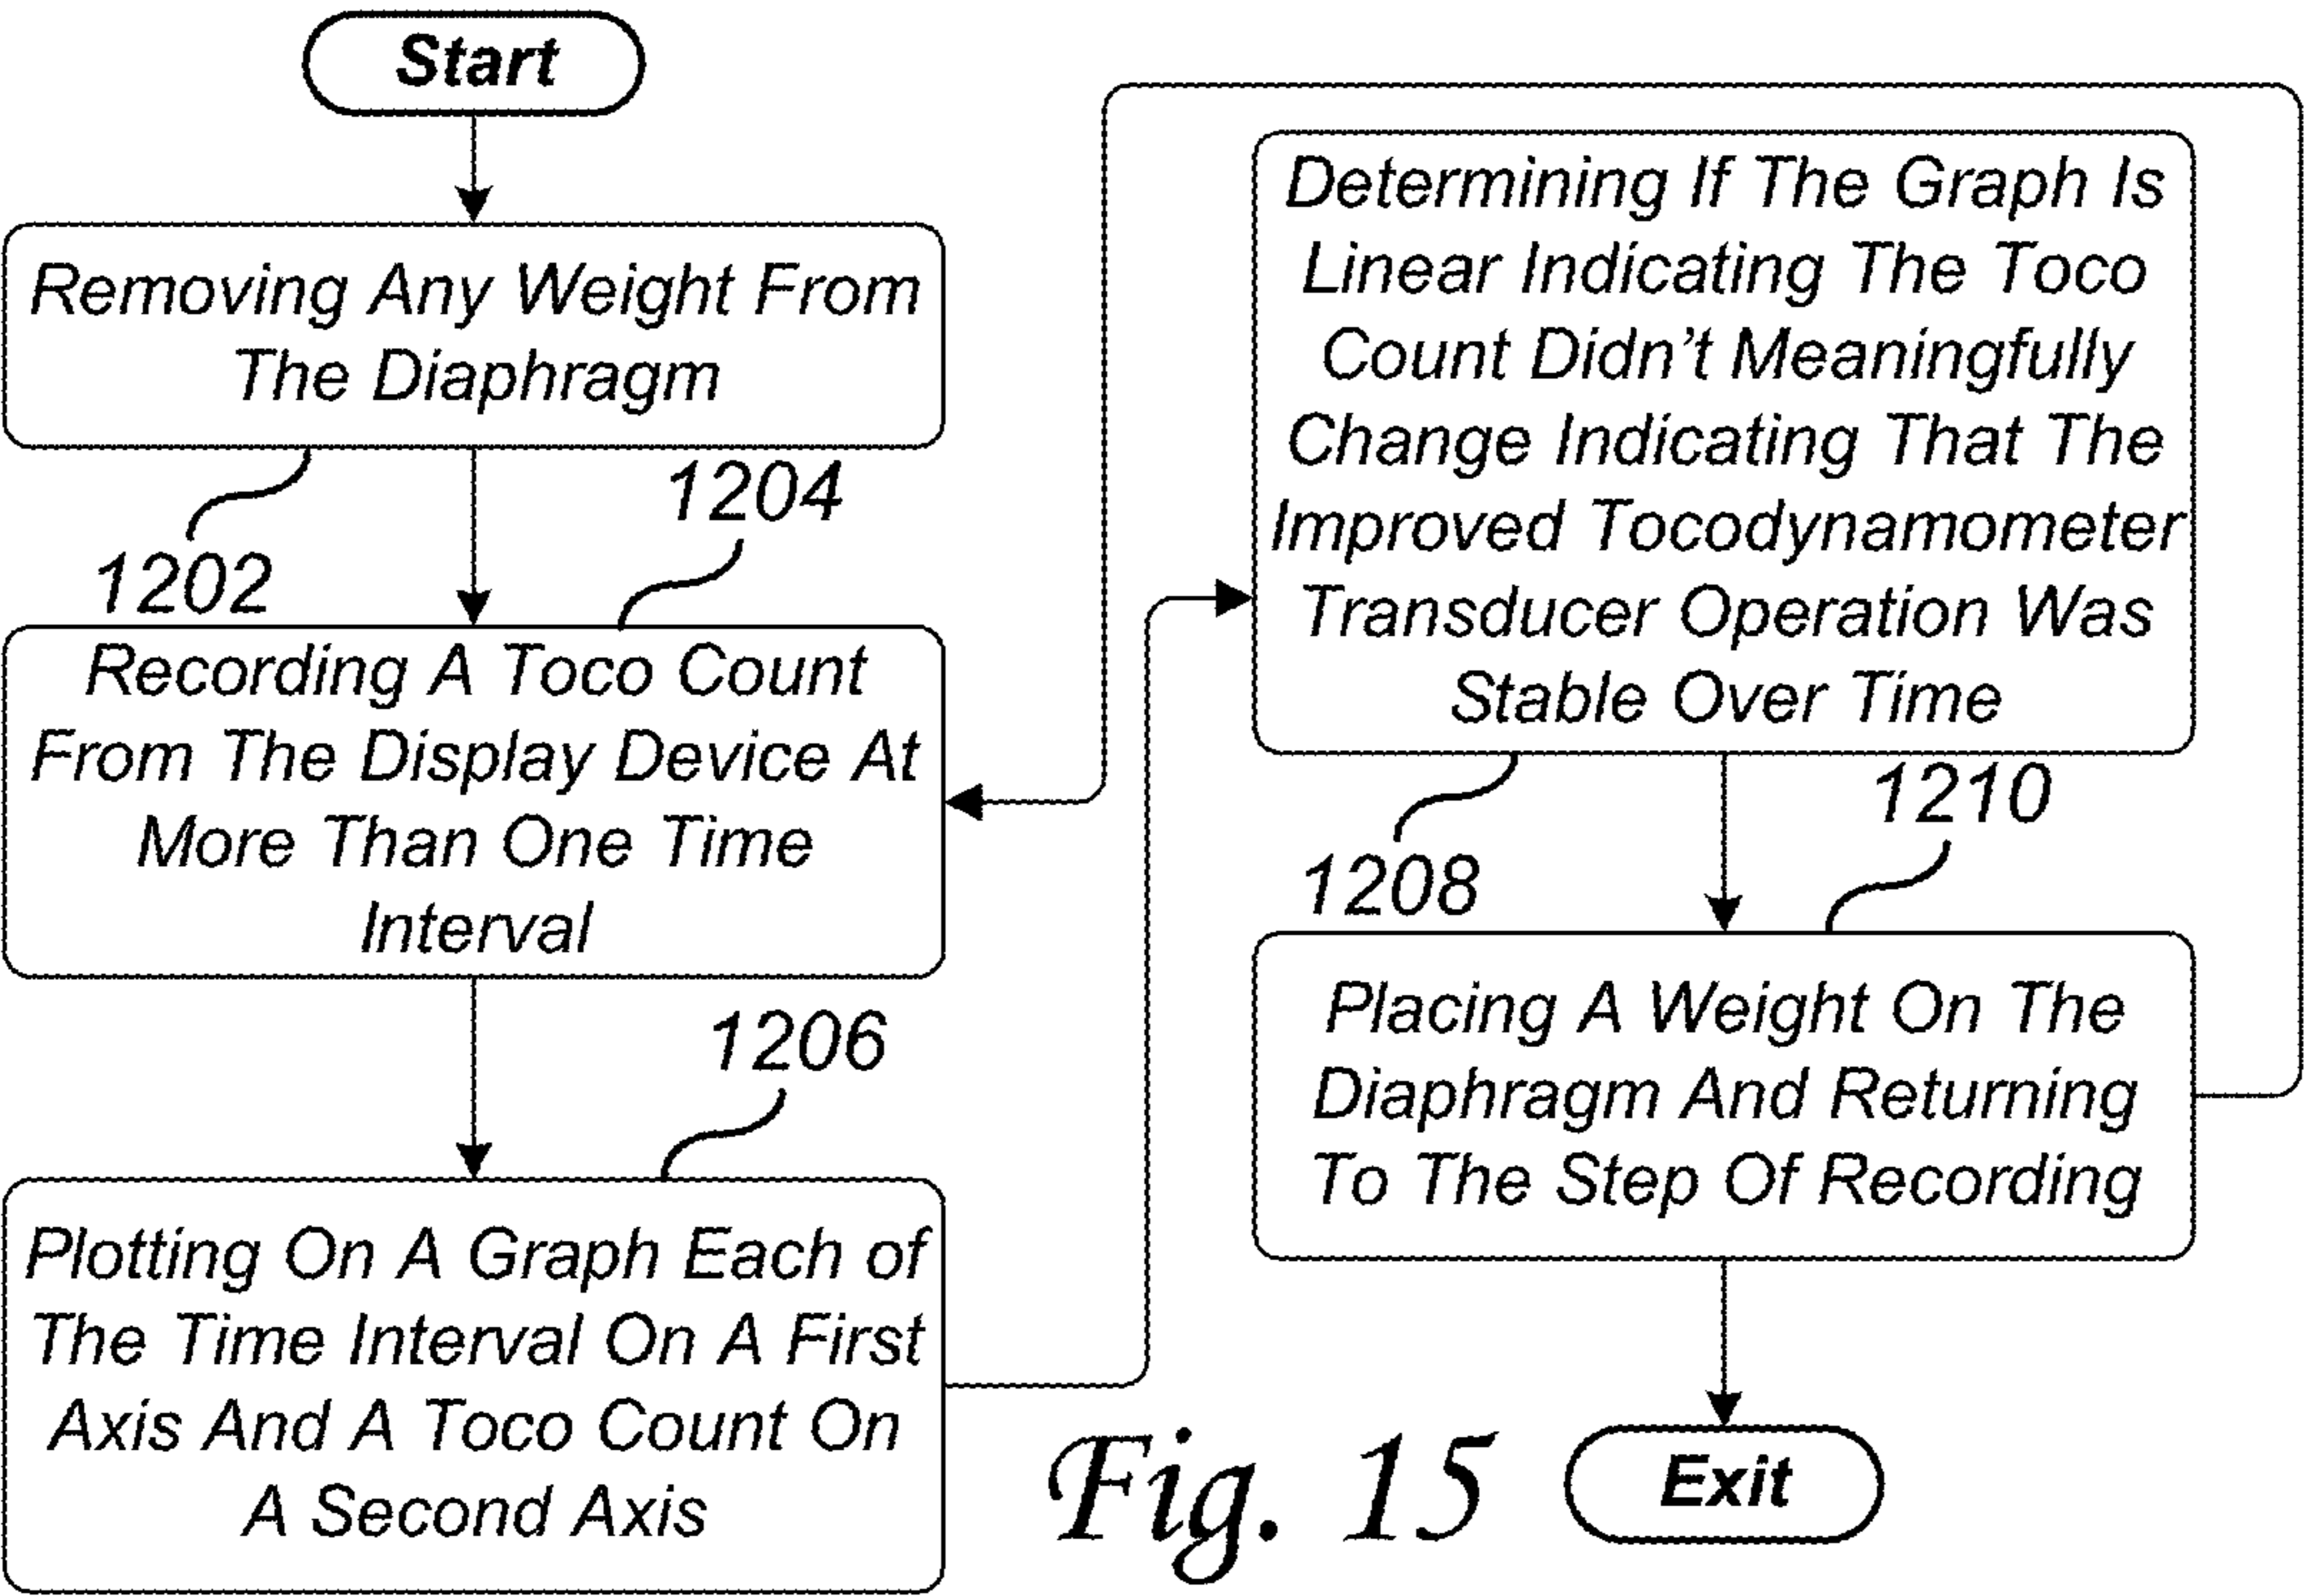 Start
Removing Any Weight From
The Diaphragm
1202
1204
Recording A Toco Count
From The Display Device At
More Than One Time
Interval
1206
Plotting On A Graph Each of
The Time Interval On A First
Axis And A Toco Count On
A Second Axis
Determining If The Graph Is
Linear Indicating The Toco
Count Didn't Meaningfully
Change Indicating That The
Improved Tocodynamometer
Transducer Operation Was
Stable Over Time
1208
1210
Placing A Weight On The
Diaphragm And Returning
To The Step Of Recording
Exit
Fig. 15